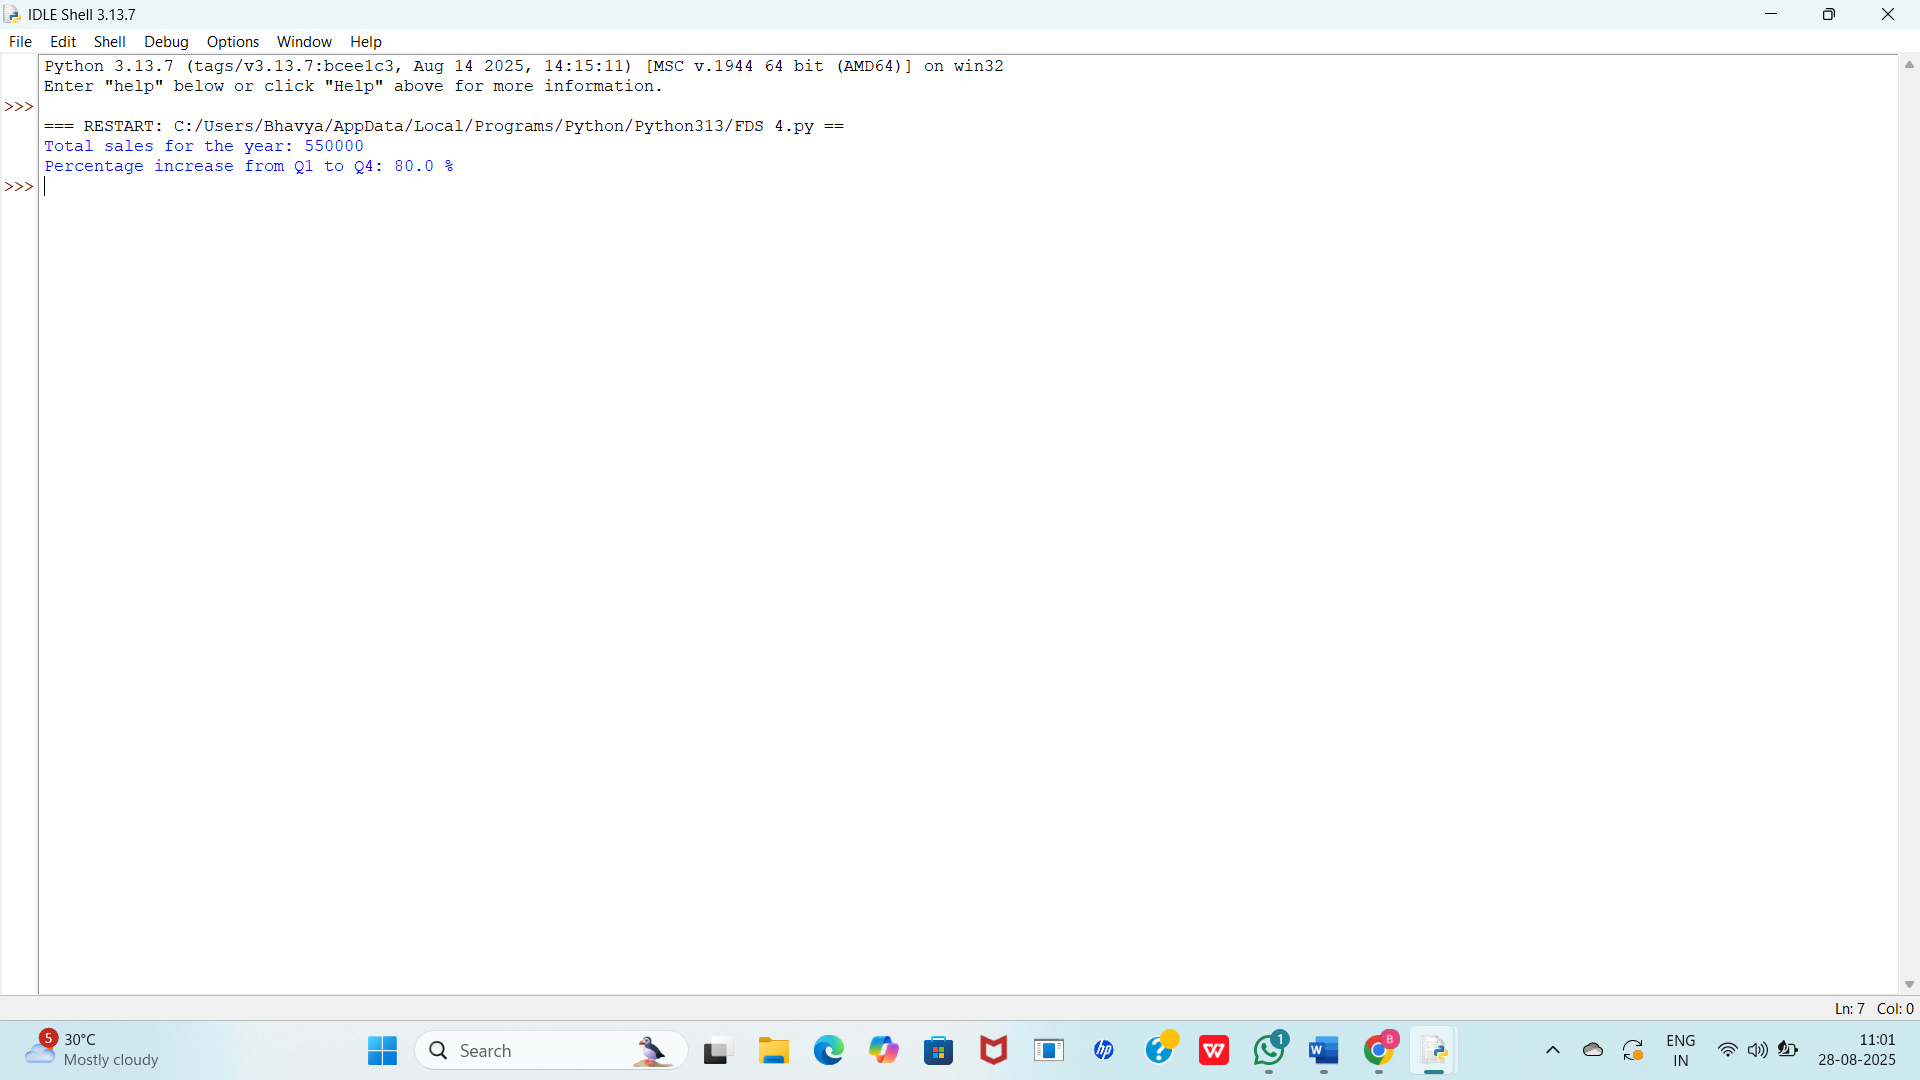 IDLE Shell 3.13.7
File Edit Shell Debug Options Window Help
Python 3.13.7 (tags/v3.13.7:bcee1c3, Aug 14 2025, 14:15:11) [MSC v.1944 64 bit (AMD64)] on win32
Enter "help" below or click "Help" above for more information.
>>>
=== RESTART: C:/Users/Bhavya/AppData/Local/Programs/Python/Python313/FDS 4.py ==
Total sales for the year: 550000
Percentage increase from Q1 to Q4: 80.0 %
>>>
Ln: 7 Col: 0
5
30°C
Mostly cloudy
Search
hp
?
W
1
W
B
ENG
IN
11:01
28-08-2025